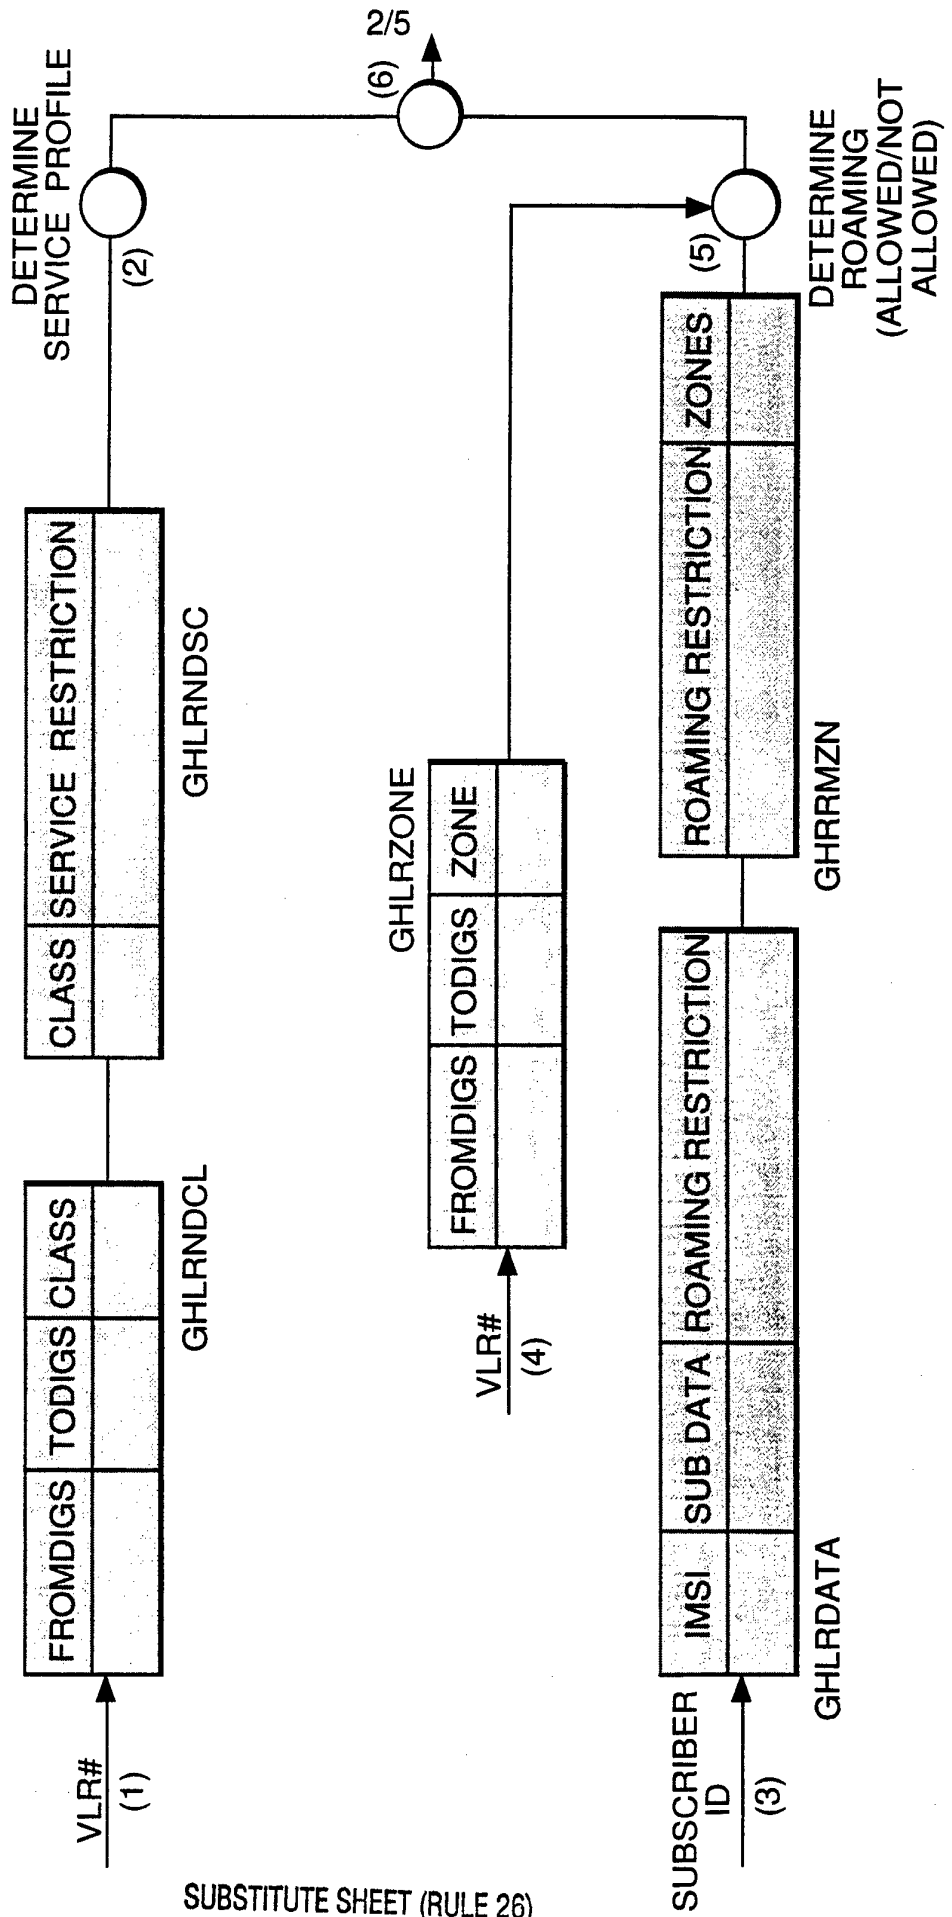 VLR#
(1)
FROMDIGS TODIGS CLASS
GHLRNDCL
CLASS SERVICE RESTRICTION
GHLRNDSC
(2)
DETERMINE
SERVICE PROFILE
VLR#
(4)
FROMDIGS TODIGS ZONE
GHLRZONE
(6)
2/5
SUBSCRIBER
ID
(3)
IMSI. SUB DATA ROAMING RESTRICTION
GHLRDATA
ROAMING RESTRICTION ZONES
GHRRMZN
(5)
DETERMINE
ROAMING
(ALLOWED/NOT
ALLOWED)
SUBSTITUTE SHEET (RULE 26)